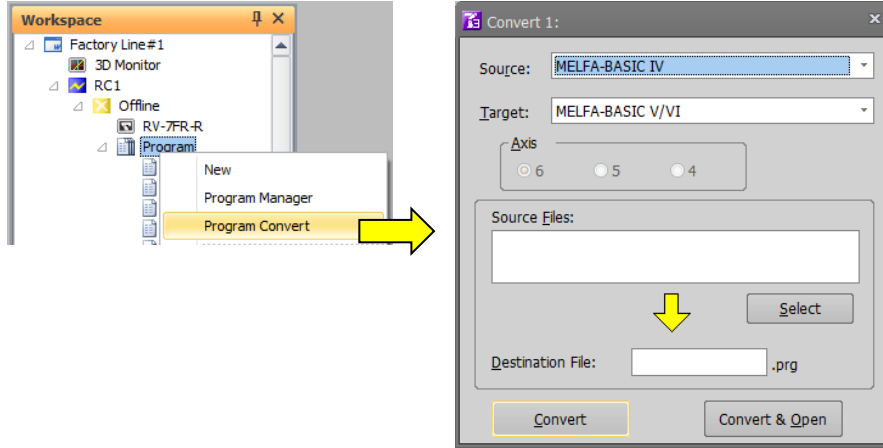 Workspace
Factory Line#1
3D Monitor
RC1
Offline
RV-7FR-R
Program
New
Program Manager
Program Convert
Convert 1:
Source: MELFA-BASIC IV
Target: MELFA-BASIC V/VI
Axis
6 5 4
Source Files:
Select
Destination File: .prg
Convert Convert & Open